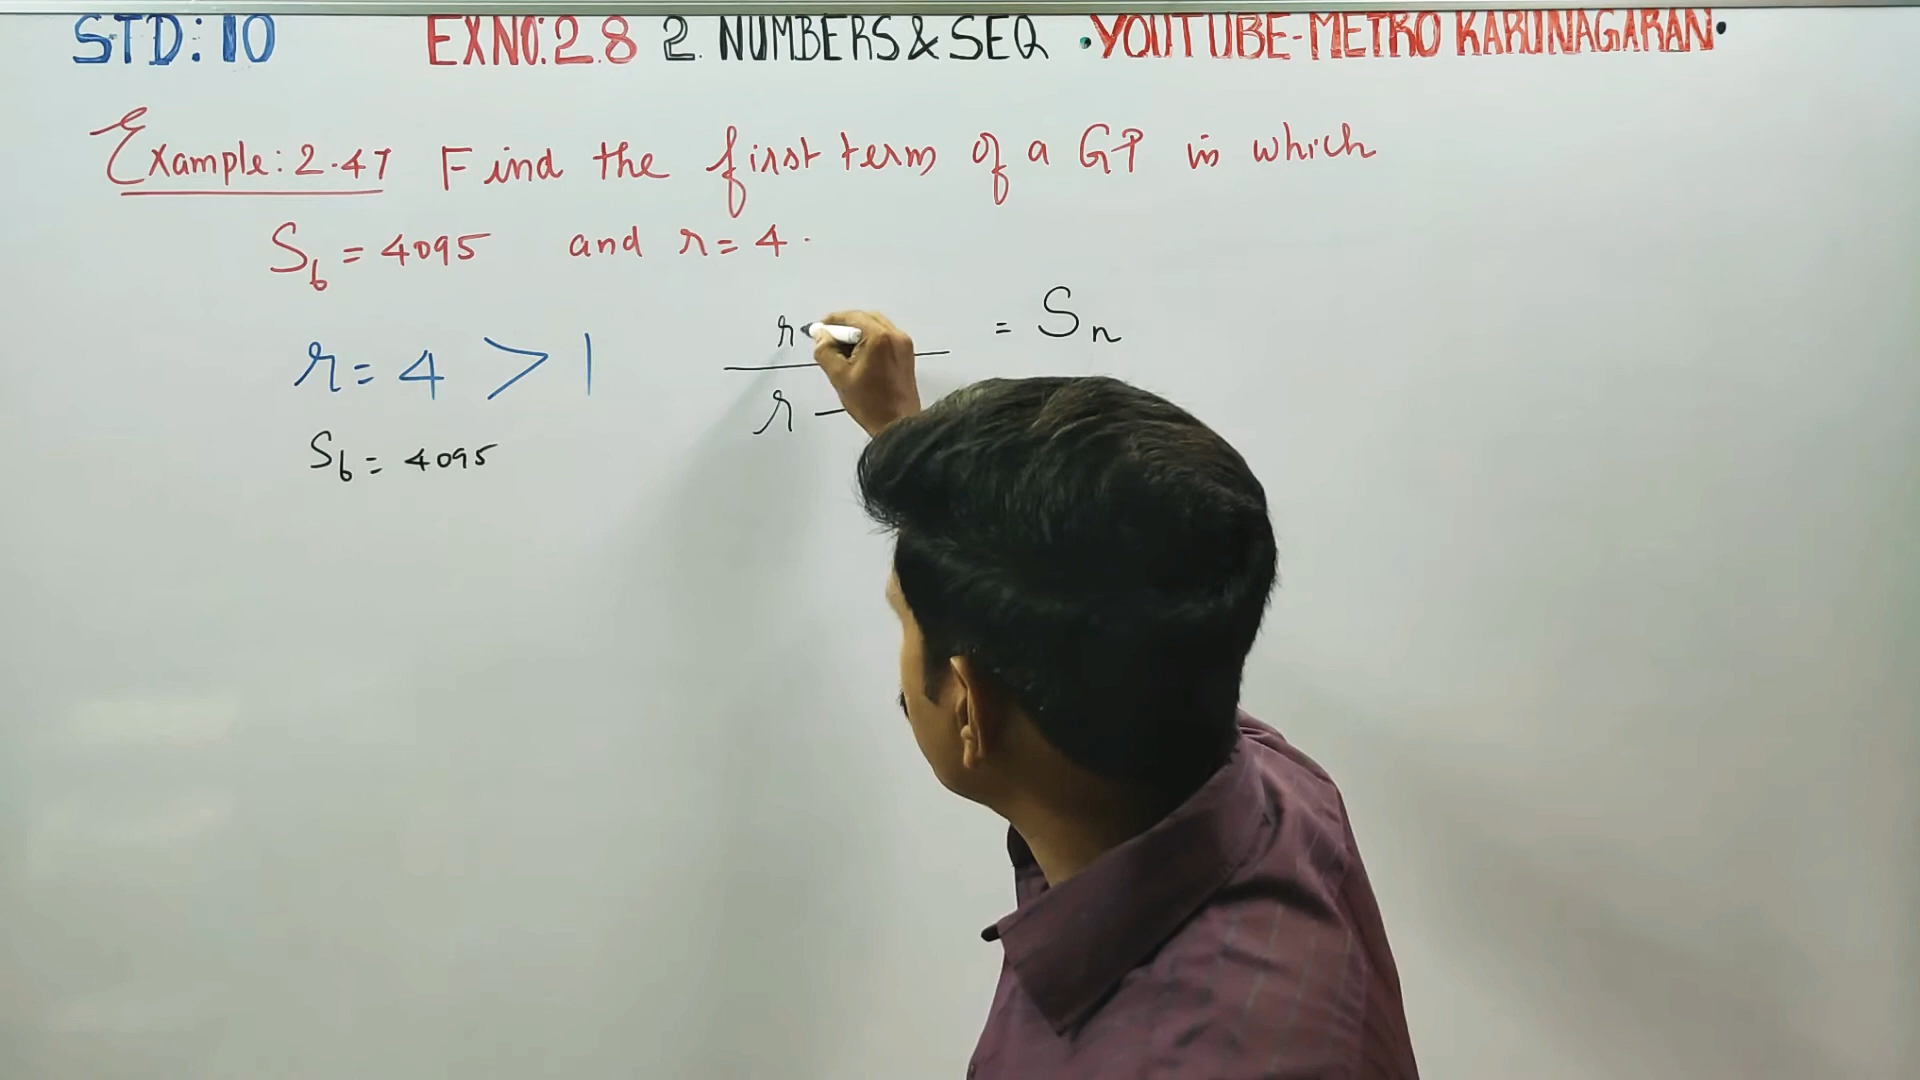 STD: 10 EXNO: 2.8 2. NUMBERS & SEQ • YOUTUBE-METRO KARUNAGARAN •
Example: 2.47 Find the first term of a GP in which
S6 = 4095 and r = 4.
r = 4 > 1
r = Sn
r –
S6 = 4095